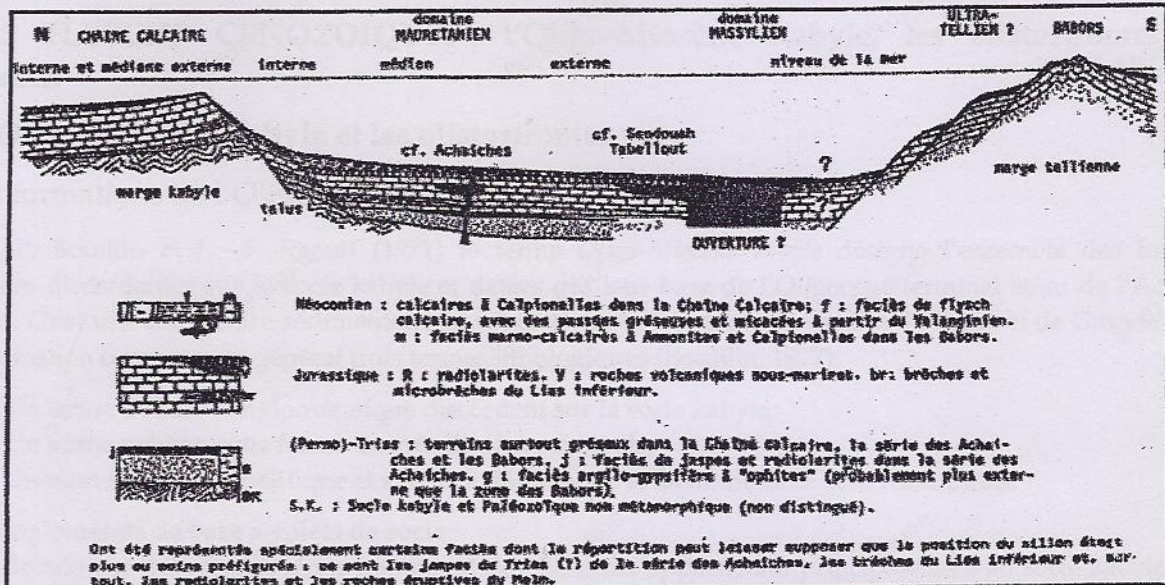 N CHAINE CALCAIRE domaine MAURETANIEN domaine MASSYLIEN ULTRA-TELLIEN ? BABORS S
interne et médiane externe interne médien externe niveau de la mer
cf. Achaiches cf. Sendouah Tabellout ?
marge kabyle marge tellienne
talus
OUVERTURE ?
Néocomien : calcaires à Calpionelles dans la Chaîne Calcaire; f : faciès de flysch
calcaire, avec des passées gréseuses et micacées à partir du Valanginien.
m : faciès marno-calcaires à Ammonites et Calpionelles dans les Babors.
Jurassique : R : radiolarites. V : roches volcaniques sous-marines. br: brèches et
microbrèches du Lias inférieur.
(Permo)-Trias : terrains surtout gréseux dans la Chaîne calcaire, la série des Achai-
ches et les Babors. j : faciès de jaspes et radiolarites dans la série des
Achaiches. g : faciès argilo-gypsifère à "ophites" (probablement plus exter-
ne que la zone des Babors).
S.K. : Socle kabyle et Paléozoïque non métamorphique (non distingué).
Ont été représentés spécialement certains faciès dont la répartition peut laisser supposer que la position du sillon était
plus ou moins préfigurée : ce sont les jaspes du Trias (?) de la série des Achaiches, les brèches du Lias inférieur et, sur-
tout, les radiolarites et les roches éruptives du Malm.